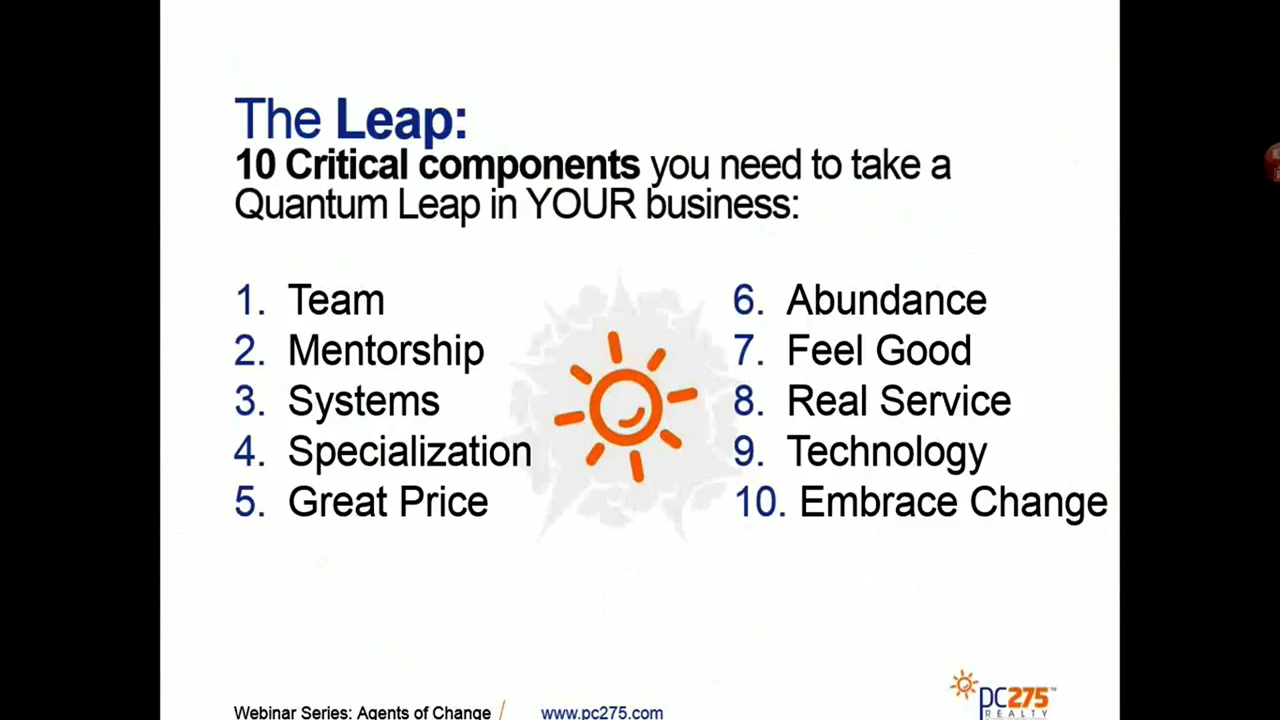 The Leap:
10 Critical components you need to take a
Quantum Leap in YOUR business:
1. Team
2. Mentorship
3. Systems
4. Specialization
5. Great Price
6. Abundance
7. Feel Good
8. Real Service
9. Technology
10. Embrace Change
Webinar Series: Agents of Change / www.pc275.com
pc275™
REALTY